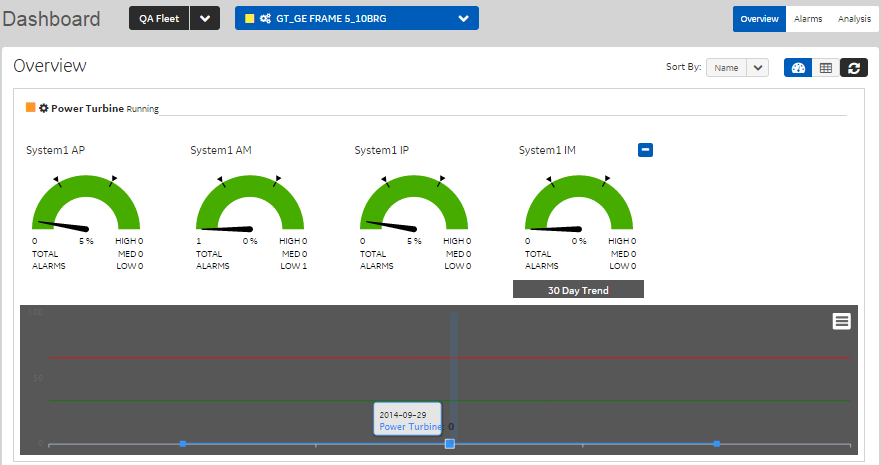 Dashboard
QA Fleet
GT_GE FRAME 5_10BRG
Overview
Alarms
Analysis
Overview
Sort By:
Name
Power Turbine Running
System1 AP
System1 AM
System1 IP
System1 IM
0 5 % HIGH 0
TOTAL MED 0
ALARMS LOW 0
1 0 % HIGH 0
TOTAL MED 0
ALARMS LOW 1
0 5 % HIGH 0
TOTAL MED 0
ALARMS LOW 0
0 0 % HIGH 0
TOTAL MED 0
ALARMS LOW 0
30 Day Trend
100
50
0
2014-09-29
Power Turbine: 0